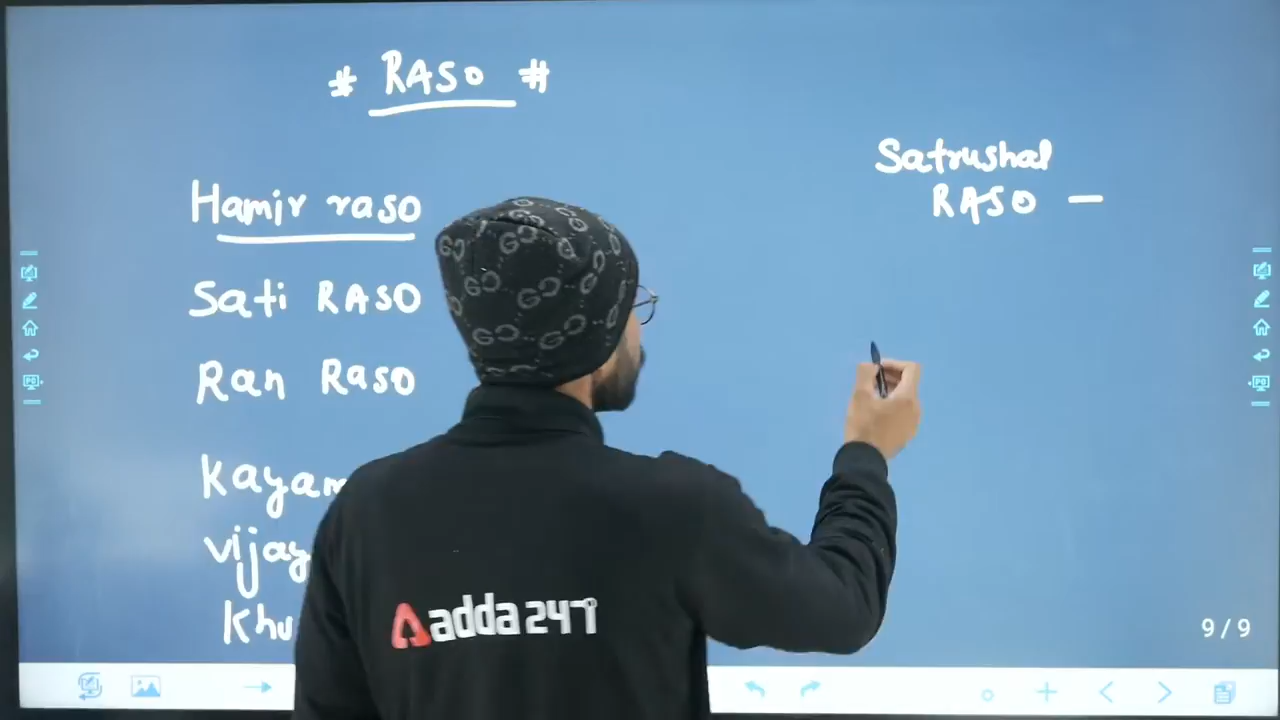 * RASO #
Hamir raso
Sati RASO
Ran Raso
Satrushal
RASO —
adda 247
9/9